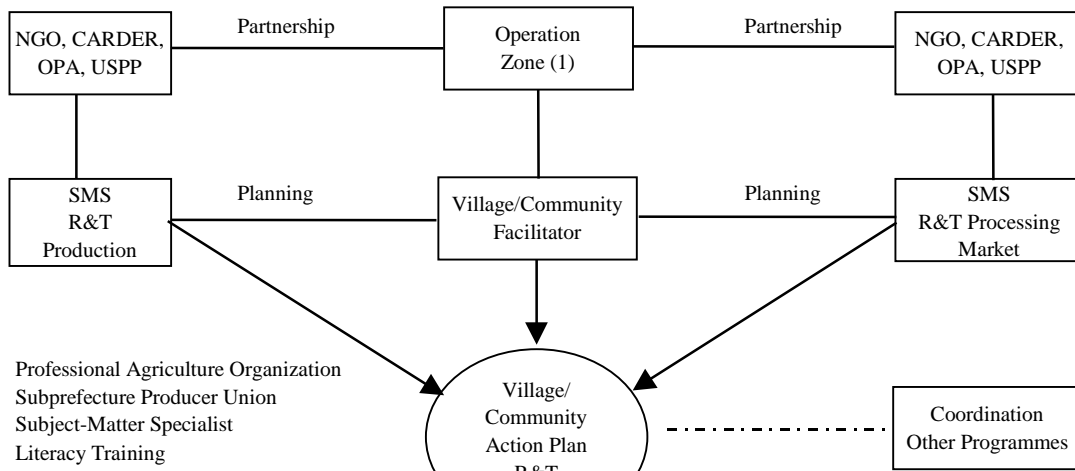 NGO, CARDER,
OPA, USPP
Partnership
Operation
Zone (1)
Partnership
NGO, CARDER,
OPA, USPP
SMS
R&T
Production
Planning
Village/Community
Facilitator
Planning
SMS
R&T Processing
Market
Professional Agriculture Organization
Subprefecture Producer Union
Subject-Matter Specialist
Literacy Training
Village/
Community
Action Plan
R&T
Coordination
Other Programmes